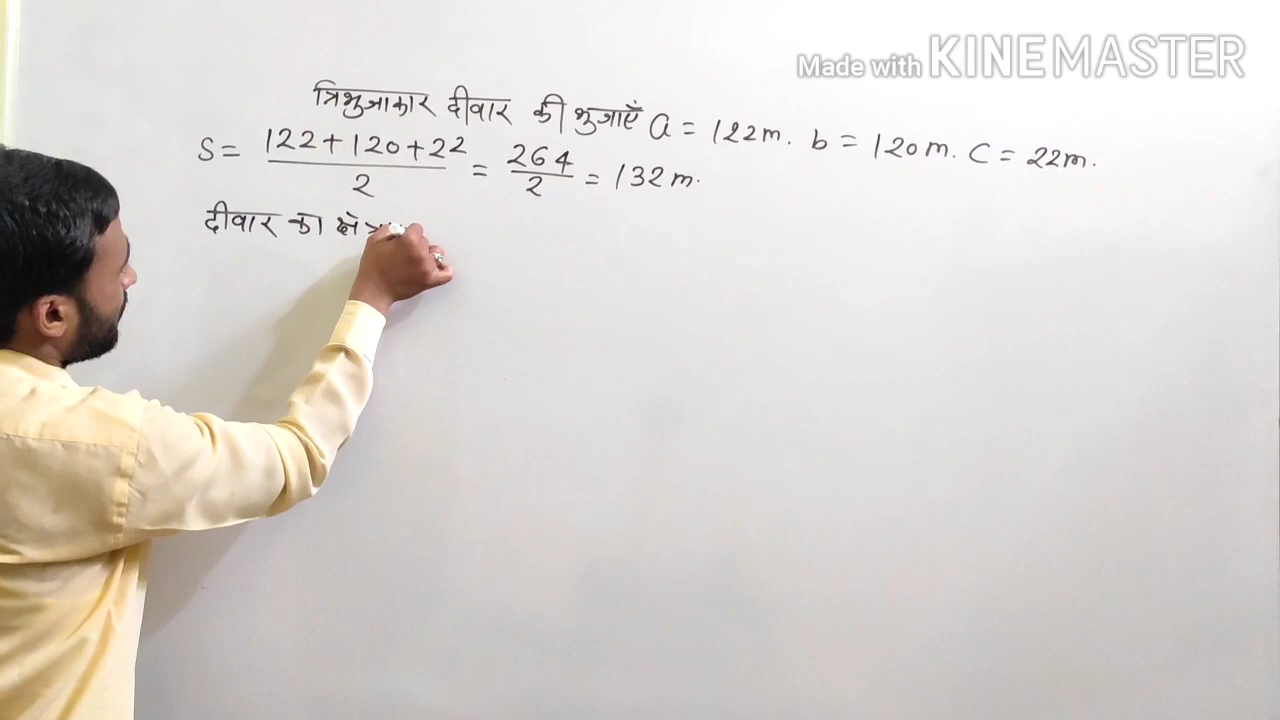 Made with KINEMASTER
त्रिभुजाकार दीवार की भुजाएँ a = 122m. b = 120m. c = 22m.
S = 122+120+22/2 = 264/2 = 132m.
दीवार का